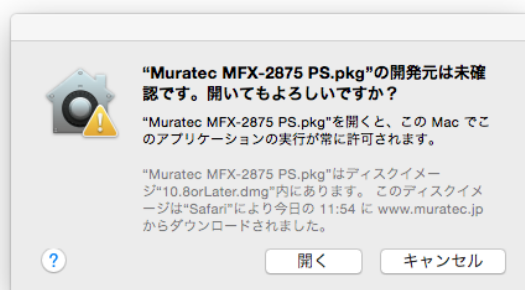 “Muratec MFX-2875 PS.pkg”の開発元は未確
認です。開いてもよろしいですか？
“Muratec MFX-2875 PS.pkg”を開くと、この Mac でこ
のアプリケーションの実行が常に許可されます。
“Muratec MFX-2875 PS.pkg”はディスクイメー
ジ“10.8orLater.dmg”内にあります。 このディスクイメ
ージは“Safari”により今日の 11:54 に www.muratec.jp
からダウンロードされました。
?
開く
キャンセル